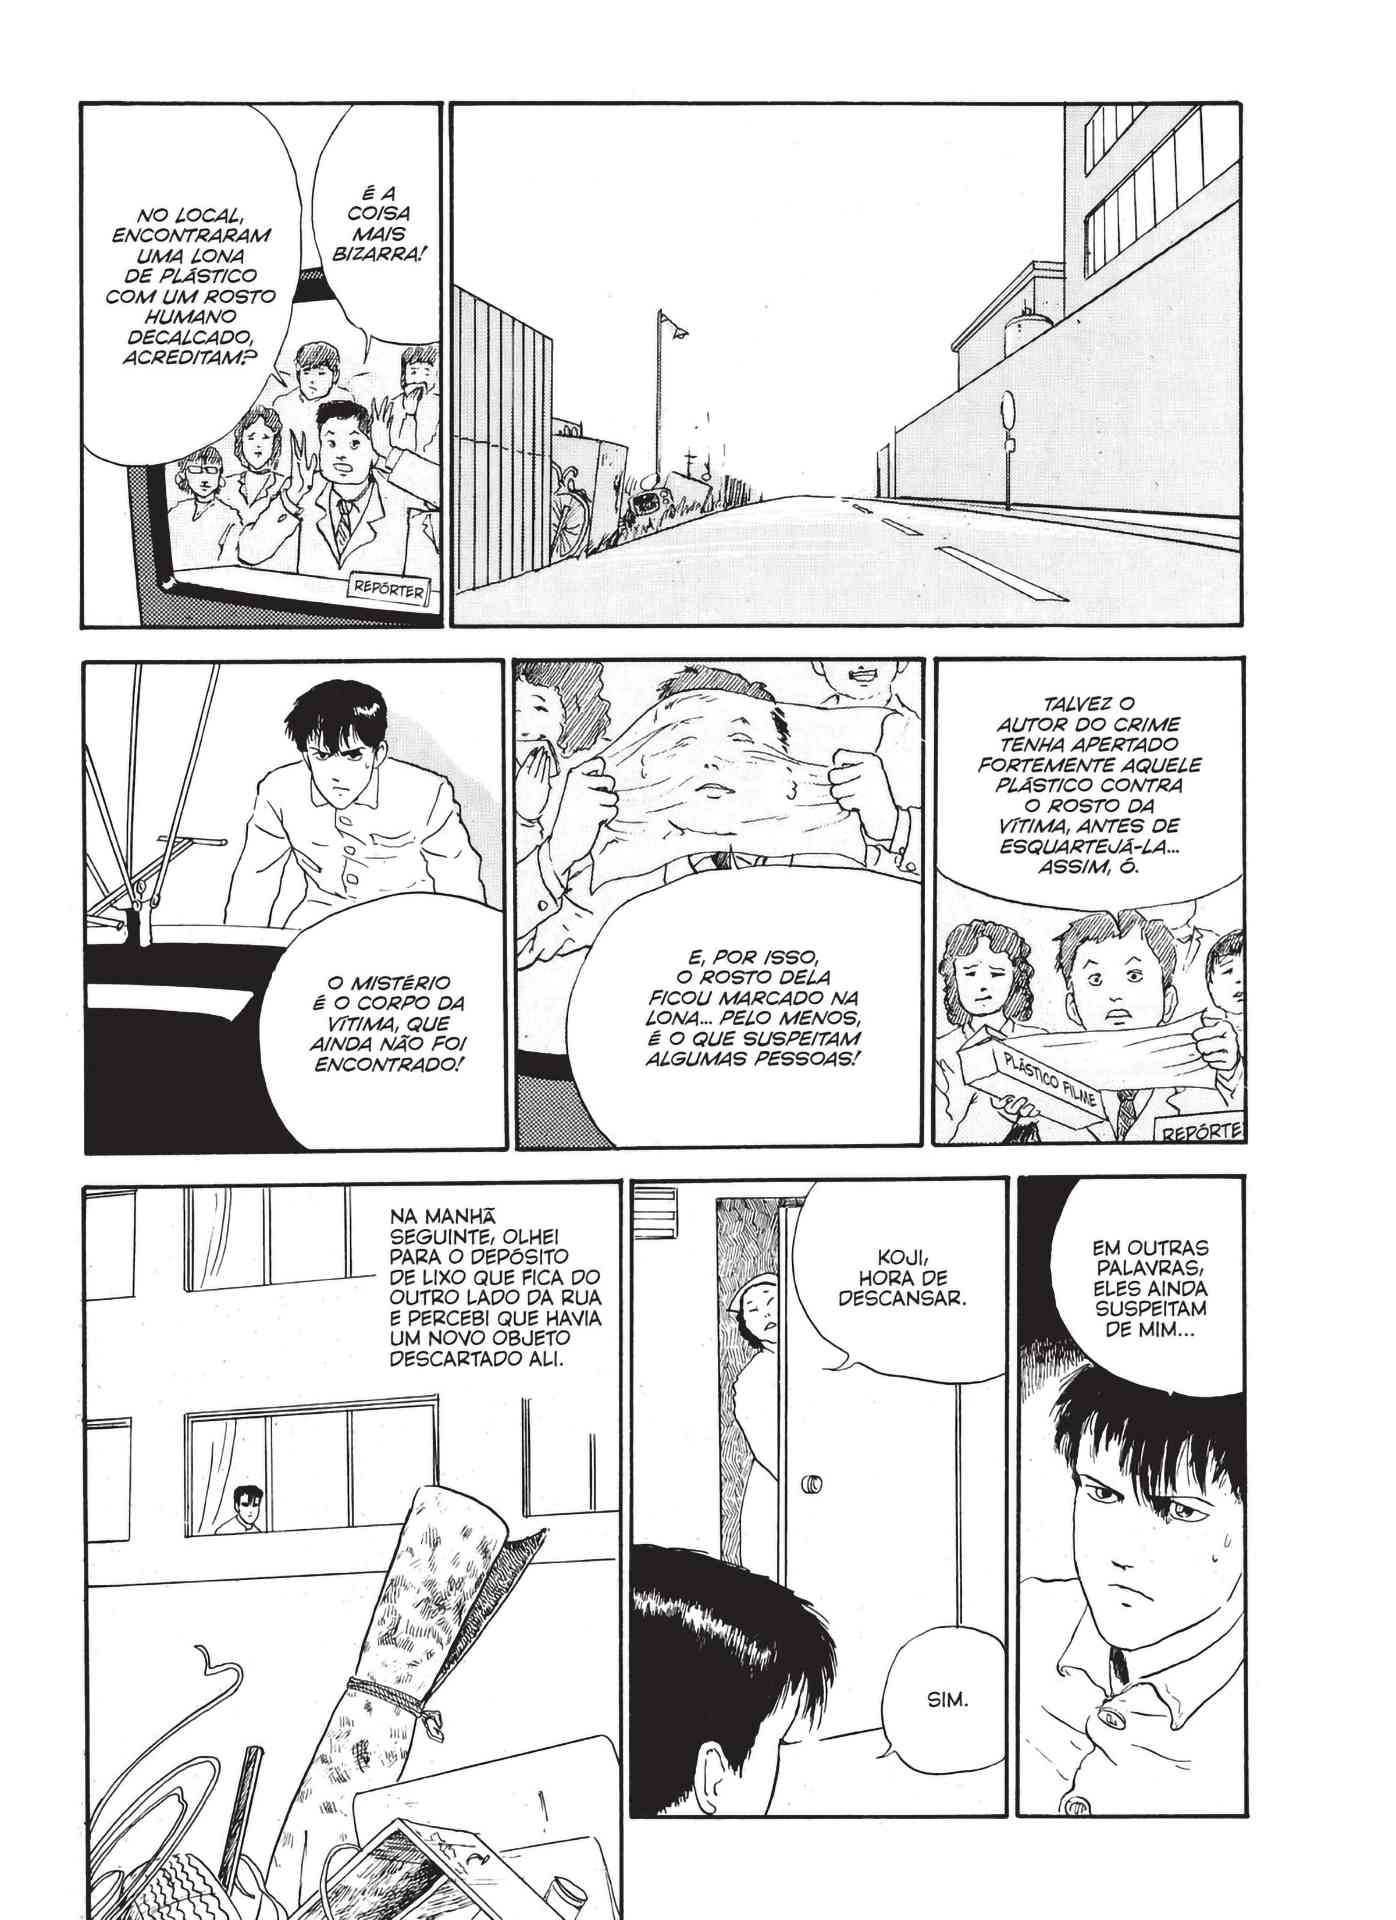 É A
COISA
MAIS
BIZARRA!
NO LOCAL,
ENCONTRARAM
UMA LONA
DE PLÁSTICO
COM UM ROSTO
HUMANO
DECALCADO,
ACREDITAM?
REPÓRTER
TALVEZ O
AUTOR DO CRIME
TENHA APERTADO
FORTEMENTE AQUELE
PLÁSTICO CONTRA
O ROSTO DA
VÍTIMA, ANTES DE
ESQUARTEJÁ-LA...
ASSIM, Ó.
PLÁSTICO FILME
REPÓRTE
E, POR ISSO,
O ROSTO DELA
FICOU MARCADO NA
LONA... PELO MENOS,
É O QUE SUSPEITAM
ALGUMAS PESSOAS!
O MISTÉRIO
É O CORPO DA
VÍTIMA, QUE
AINDA NÃO FOI
ENCONTRADO!
EM OUTRAS
PALAVRAS,
ELES AINDA
SUSPEITAM
DE MIM...
KOJI,
HORA DE
DESCANSAR.
SIM.
NA MANHÃ
SEGUINTE, OLHEI
PARA O DEPÓSITO
DE LIXO QUE FICA DO
OUTRO LADO DA RUA
E PERCEBI QUE HAVIA
UM NOVO OBJETO
DESCARTADO ALI.